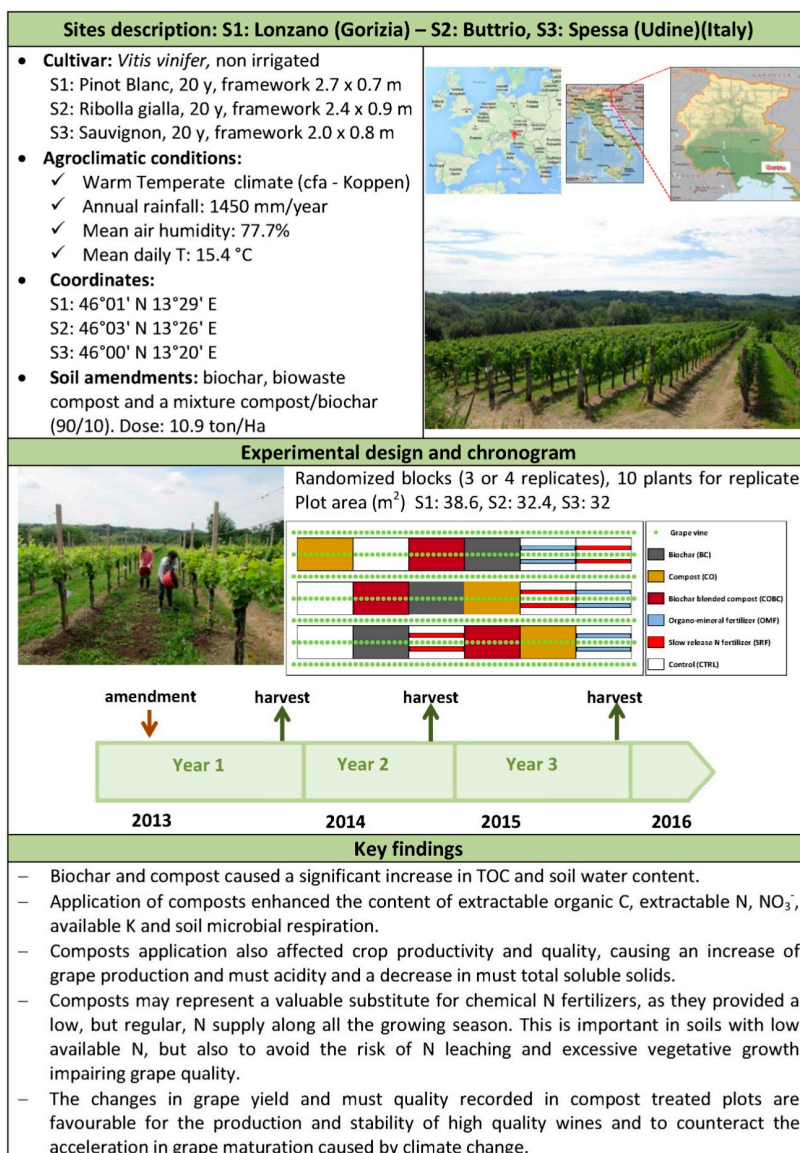 Sites description: S1: Lonzano (Gorizia) – S2: Buttrio, S3: Spessa (Udine)(Italy)
• Cultivar: Vitis vinifer, non irrigated
S1: Pinot Blanc, 20 y, framework 2.7 x 0.7 m
S2: Ribolla gialla, 20 y, framework 2.4 x 0.9 m
S3: Sauvignon, 20 y, framework 2.0 x 0.8 m
• Agroclimatic conditions:
✓ Warm Temperate climate (cfa - Koppen)
✓ Annual rainfall: 1450 mm/year
✓ Mean air humidity: 77.7%
✓ Mean daily T: 15.4 °C
• Coordinates:
S1: 46°01' N 13°29' E
S2: 46°03' N 13°26' E
S3: 46°00' N 13°20' E
• Soil amendments: biochar, biowaste
compost and a mixture compost/biochar
(90/10). Dose: 10.9 ton/Ha
Experimental design and chronogram
Randomized blocks (3 or 4 replicates), 10 plants for replicate
Plot area (m²) S1: 38.6, S2: 32.4, S3: 32
Grape vine
Biochar (BC)
Compost (CO)
Biochar blended compost (COBC)
Organo-mineral fertilizer (OMF)
Slow release N fertilizer (SRF)
Control (CTRL)
amendment harvest harvest harvest
Year 1 Year 2 Year 3
2013 2014 2015 2016
Key findings
– Biochar and compost caused a significant increase in TOC and soil water content.
– Application of composts enhanced the content of extractable organic C, extractable N, NO₃⁻,
available K and soil microbial respiration.
– Composts application also affected crop productivity and quality, causing an increase of
grape production and must acidity and a decrease in must total soluble solids.
– Composts may represent a valuable substitute for chemical N fertilizers, as they provided a
low, but regular, N supply along all the growing season. This is important in soils with low
available N, but also to avoid the risk of N leaching and excessive vegetative growth
impairing grape quality.
– The changes in grape yield and must quality recorded in compost treated plots are
favourable for the production and stability of high quality wines and to counteract the
acceleration in grape maturation caused by climate change.